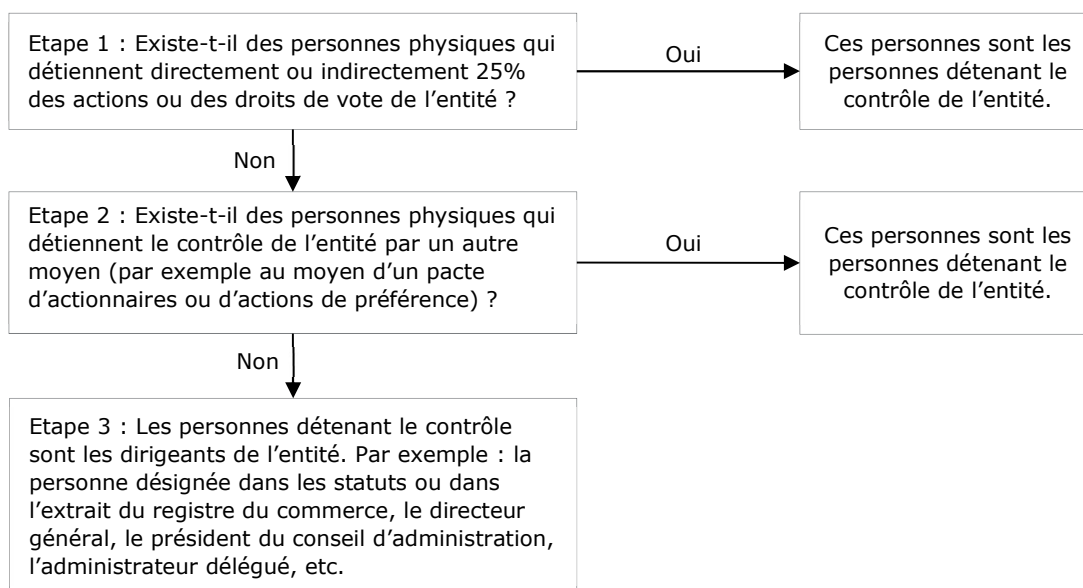 Etape 1 : Existe-t-il des personnes physiques qui
détiennent directement ou indirectement 25%
des actions ou des droits de vote de l’entité ?
Oui
Ces personnes sont les
personnes détenant le
contrôle de l’entité.
Non
Etape 2 : Existe-t-il des personnes physiques qui
détiennent le contrôle de l’entité par un autre
moyen (par exemple au moyen d’un pacte
d’actionnaires ou d’actions de préférence) ?
Oui
Ces personnes sont les
personnes détenant le
contrôle de l’entité.
Non
Etape 3 : Les personnes détenant le contrôle
sont les dirigeants de l’entité. Par exemple : la
personne désignée dans les statuts ou dans
l’extrait du registre du commerce, le directeur
général, le président du conseil d’administration,
l’administrateur délégué, etc.